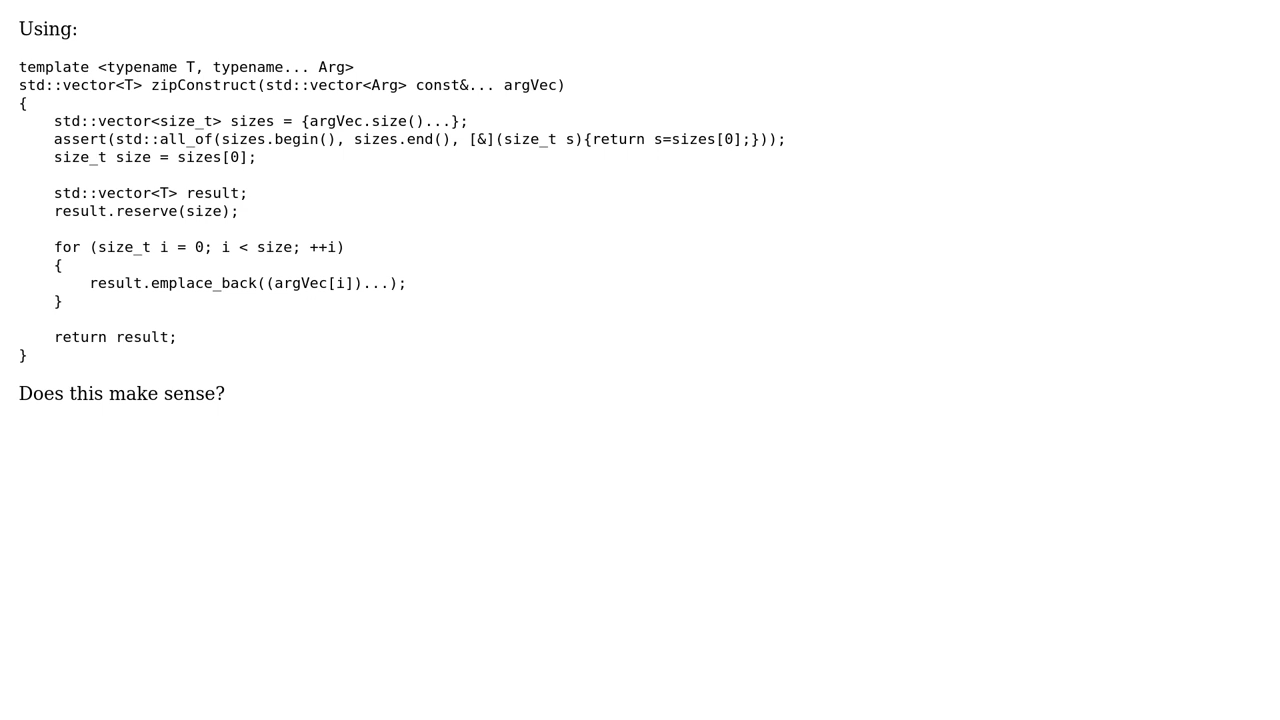 Using:
template <typename T, typename... Arg>
std::vector<T> zipConstruct(std::vector<Arg> const&... argVec)
{
    std::vector<size_t> sizes = {argVec.size()...};
    assert(std::all_of(sizes.begin(), sizes.end(), [&](size_t s){return s=sizes[0];}));
    size_t size = sizes[0];
    std::vector<T> result;
    result.reserve(size);
    for (size_t i = 0; i < size; ++i)
    {
        result.emplace_back((argVec[i])...);
    }
    return result;
}
Does this make sense?